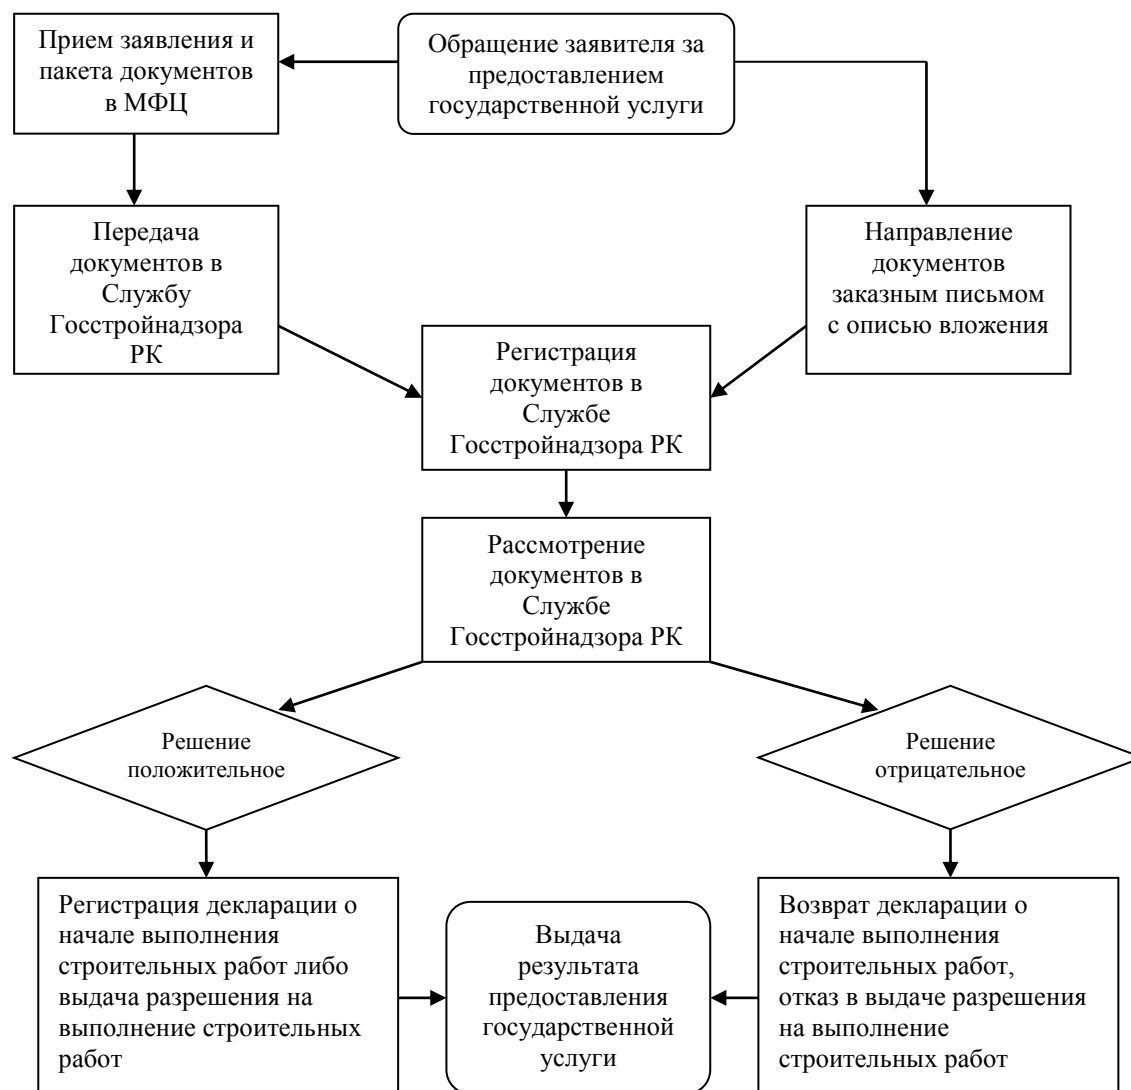 Прием заявления и
пакета документов
в МФЦ
Обращение заявителя за
предоставлением
государственной услуги
Передача
документов в
Службу
Госстройнадзора
РК
Направление
документов
заказным письмом
с описью вложения
Регистрация
документов в
Службе
Госстройнадзора РК
Рассмотрение
документов в
Службе
Госстройнадзора РК
Решение
положительное
Решение
отрицательное
Регистрация декларации о
начале выполнения
строительных работ либо
выдача разрешения на
выполнение строительных
работ
Выдача
результата
предоставления
государственной
услуги
Возврат декларации о
начале выполнения
строительных работ,
отказ в выдаче разрешения
на выполнение
строительных работ